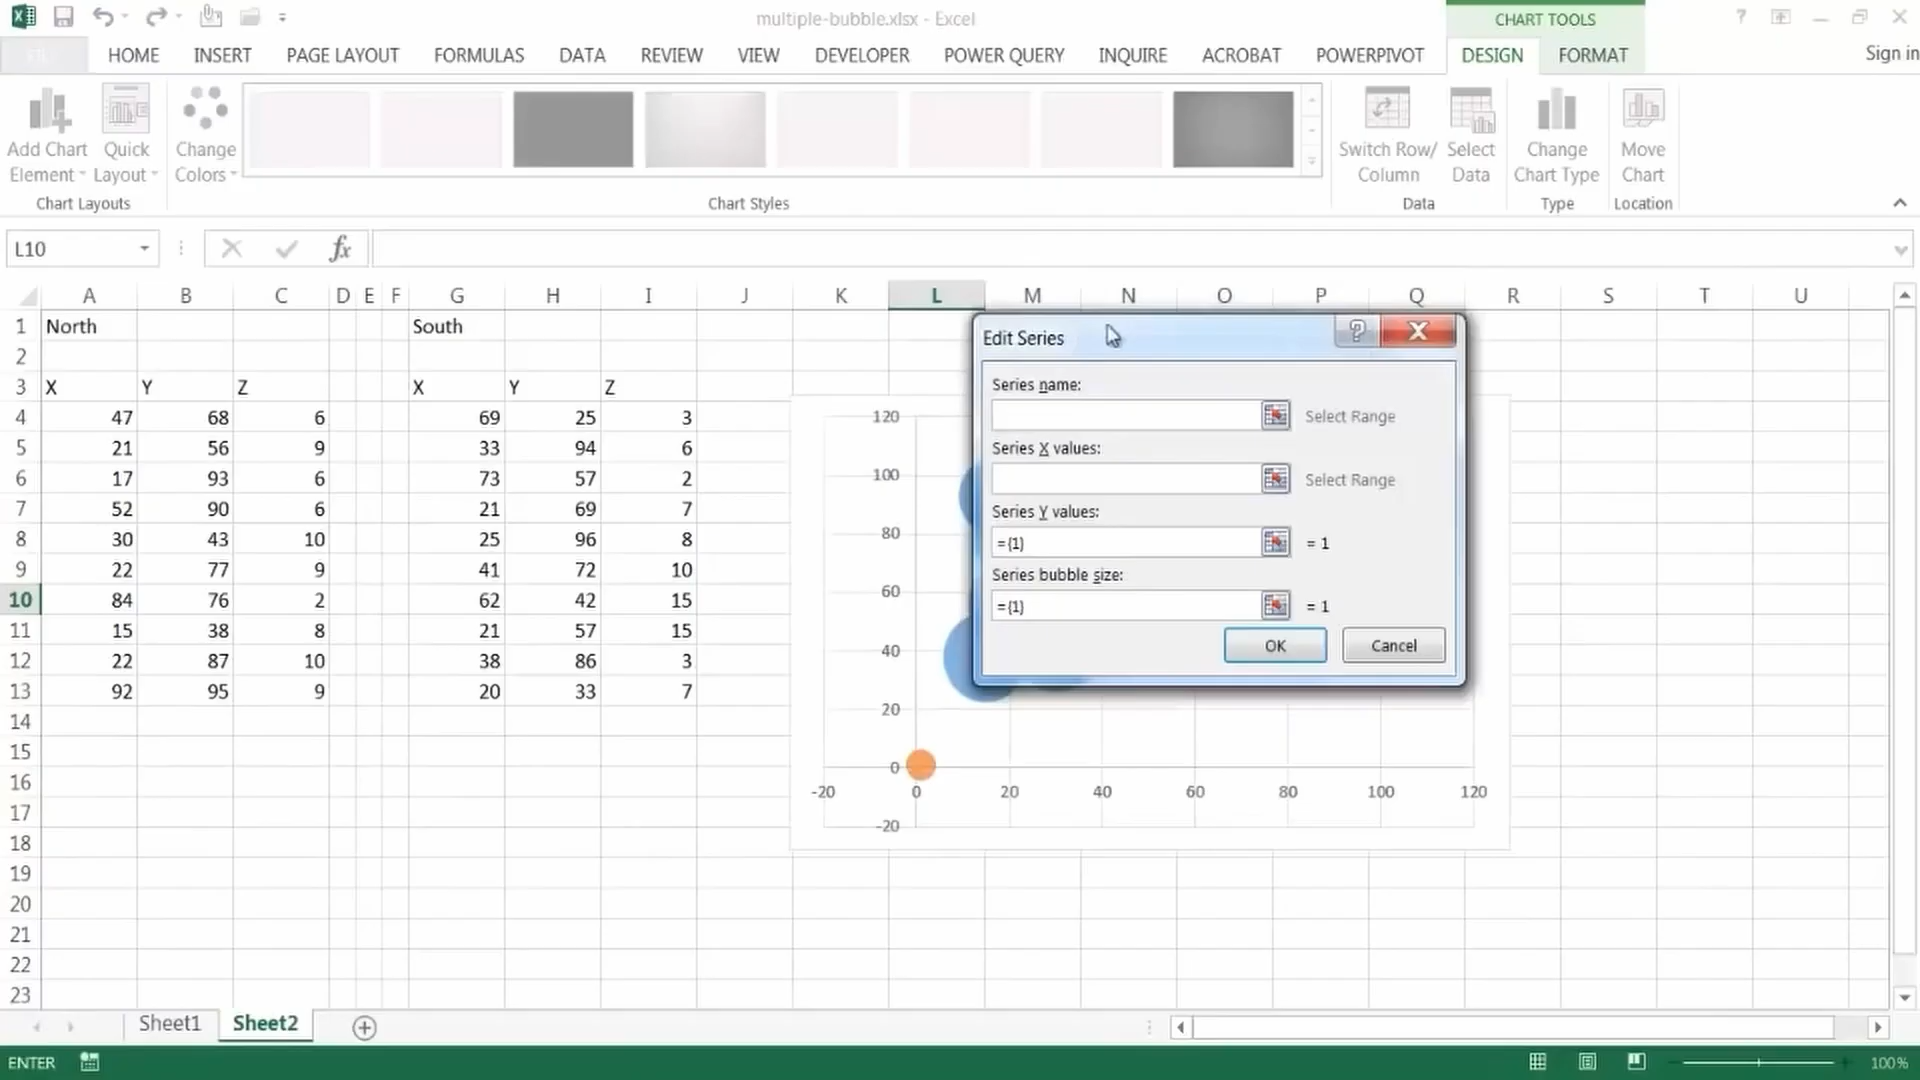 multiple-bubble.xlsx - Excel
CHART TOOLS
?
HOME INSERT PAGE LAYOUT FORMULAS DATA REVIEW VIEW DEVELOPER POWER QUERY INQUIRE ACROBAT POWERPIVOT DESIGN FORMAT Sign in
Add Chart Element
Quick Layout
Change Colors
Switch Row/ Column
Select Data
Change Chart Type
Move Chart
Chart Layouts Chart Styles Data Type Location
L10 fx
A B C D E F G H I J K L M N O P Q R S T U
1 North South
2
3 X Y Z X Y Z
4 47 68 6 69 25 3
5 21 56 9 33 94 6
6 17 93 6 73 57 2
7 52 90 6 21 69 7
8 30 43 10 25 96 8
9 22 77 9 41 72 10
10 84 76 2 62 42 15
11 15 38 8 21 57 15
12 22 87 10 38 86 3
13 92 95 9 20 33 7
14
15
16
17
18
19
20
21
22
23
120
100
80
60
40
20
0
-20 0 20 40 60 80 100 120
-20
Edit Series ? X
Series name:
Select Range
Series X values:
Select Range
Series Y values:
={1} = 1
Series bubble size:
={1} = 1
OK Cancel
Sheet1 Sheet2
ENTER 100%